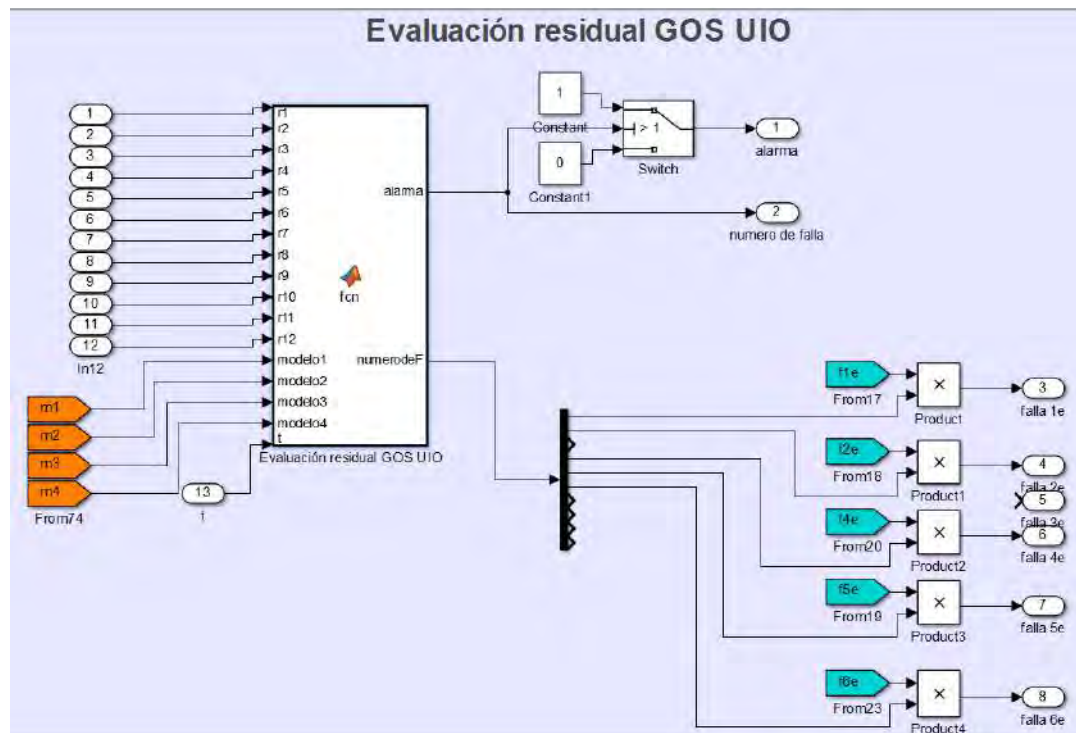 Evaluación residual GOS UIO
1
2
3
4
5
6
7
8
9
10
11
12
In12
m1
m2
m3
m4
From74
13
r1
r2
r3
r4
r5
r6
r7
r8
r9
r10
r11
r12
modelo1
modelo2
modelo3
modelo4
t
alarma
fcn
numerodeF
Evaluación residual GOS UIO
1
Constant
0
Constant1
> 1
Switch
1
alarma
2
numero de falla
f1e
From17
×
Product
3
falla 1e
f2e
×
Product1
4
falla 2e
5
falla 3e
f4e
From20
×
Product2
6
falla 4e
f5e
From19
×
Product3
7
falla 5e
f6e
From23
×
Product4
8
falla 6e